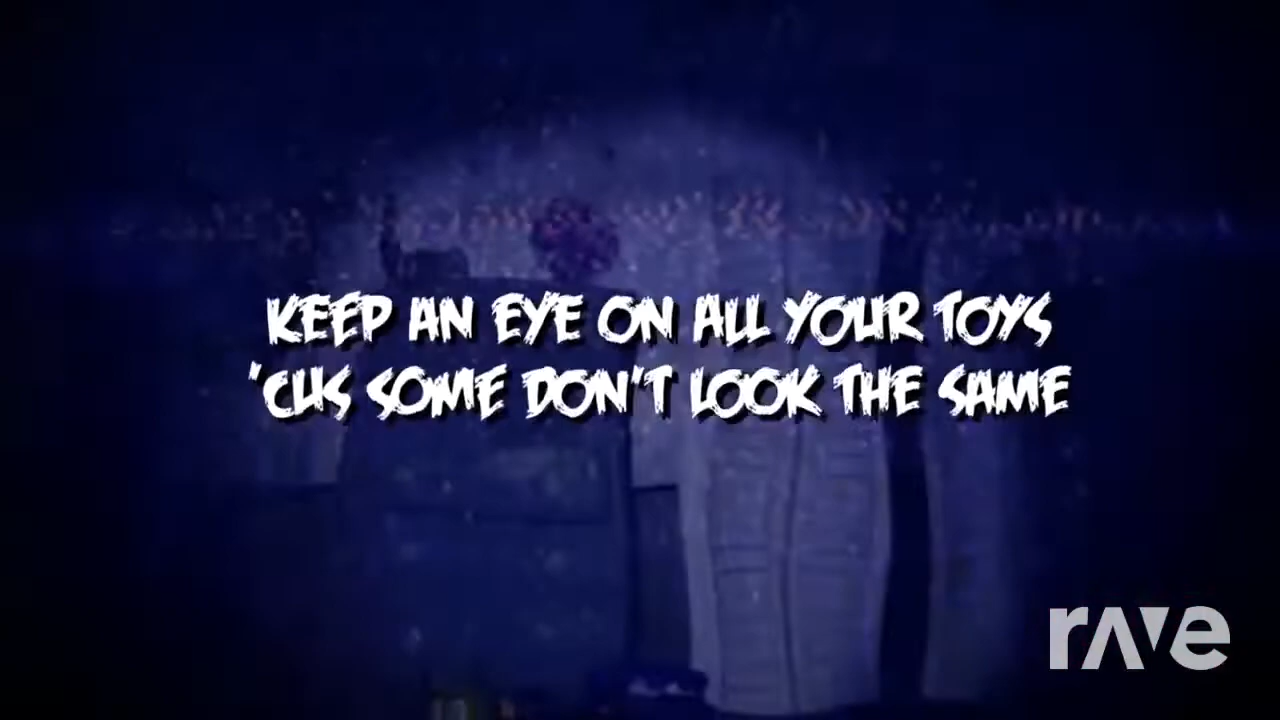 KEEP AN EYE ON ALL YOUR TOYS
'CUS SOME DON'T LOOK THE SAME
rave